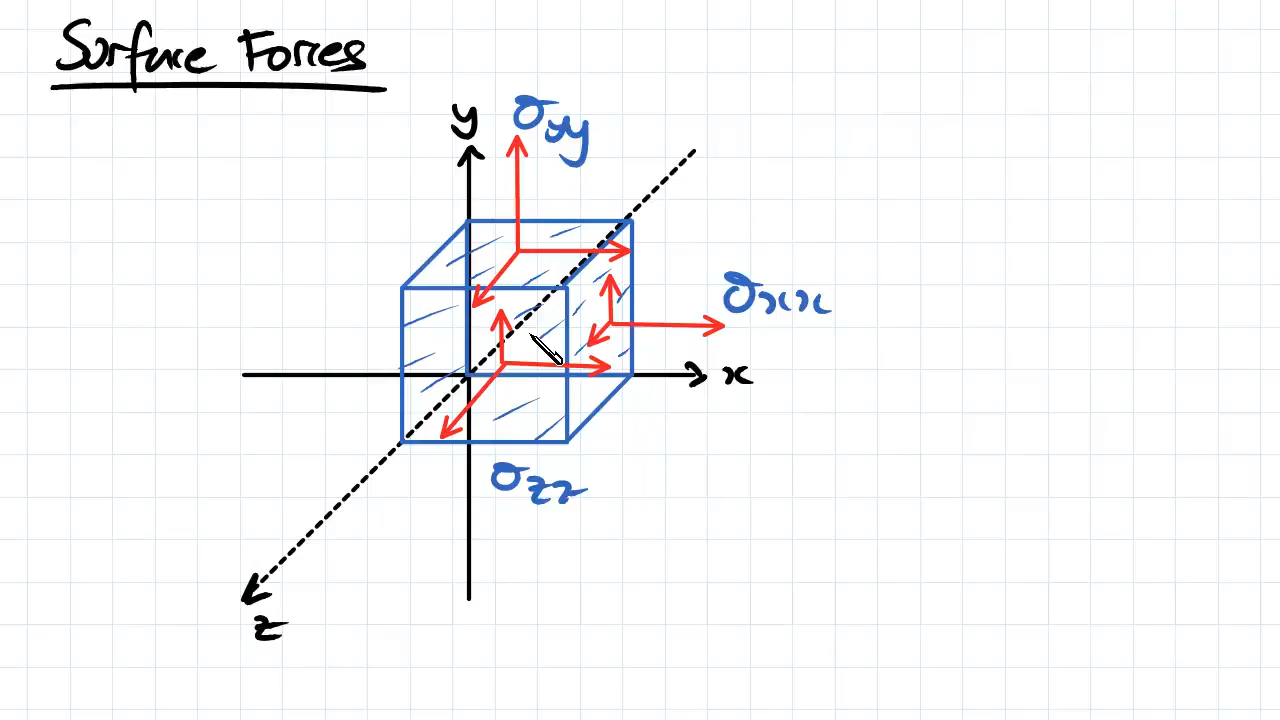 Surface Forces
y
σyy
σxx
x
σzz
z